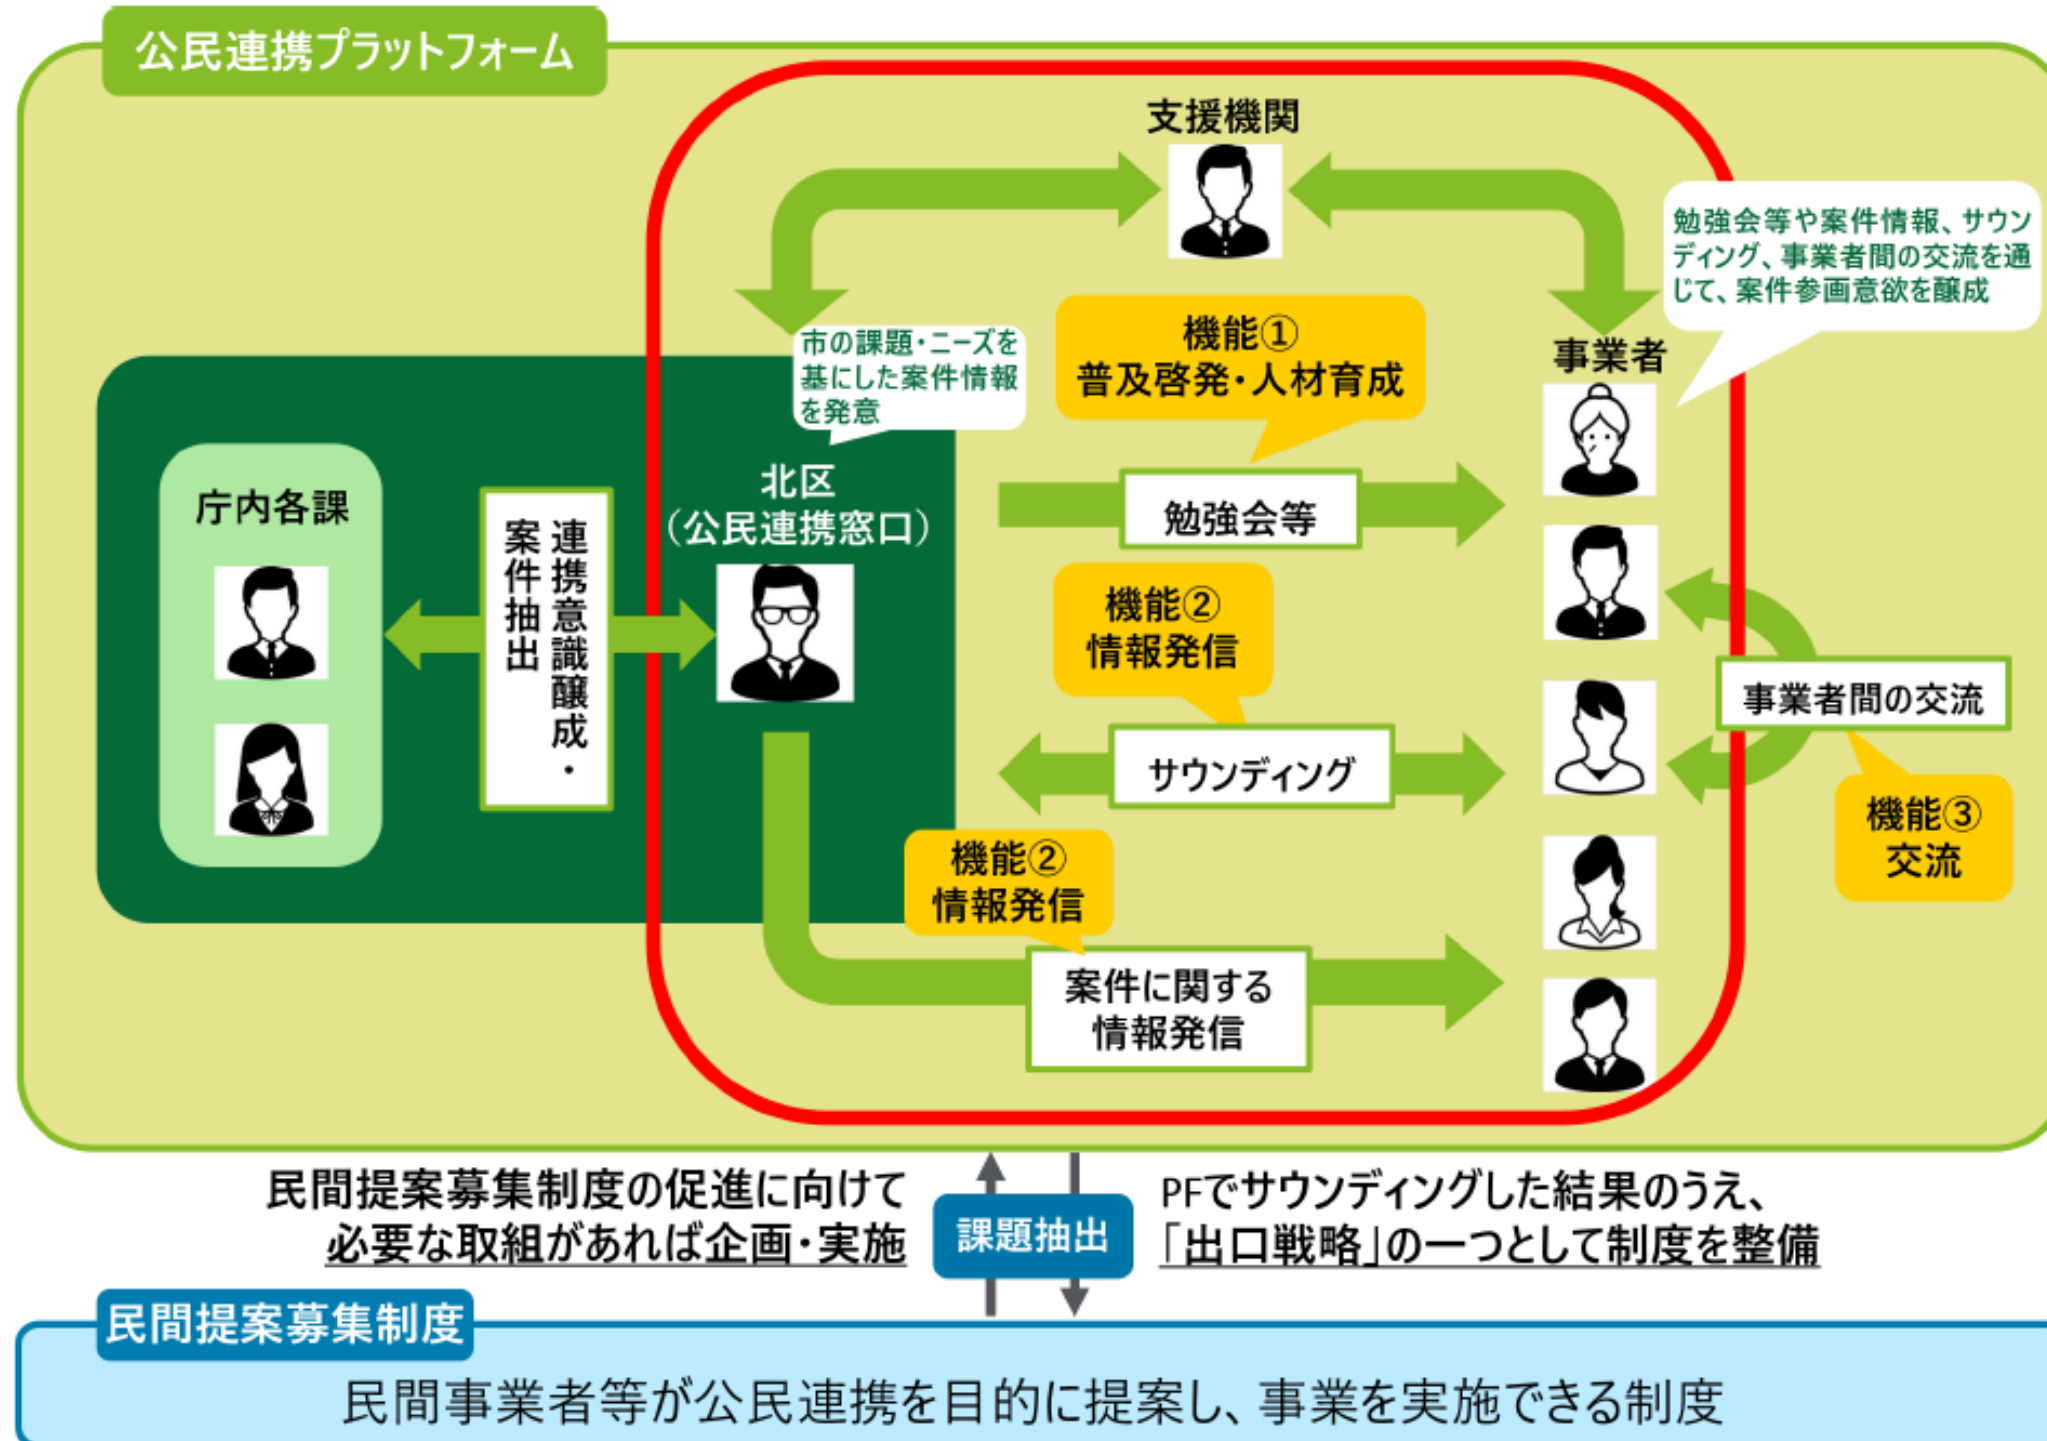 公民連携プラットフォーム
支援機関
勉強会等や案件情報、サウン
ディング、事業者間の交流を通
じて、案件参画意欲を醸成
市の課題・ニーズを
基にした案件情報
を発意
機能①
普及啓発・人材育成
事業者
庁内各課
連携意識醸成・
案件抽出
北区
（公民連携窓口）
勉強会等
機能②
情報発信
サウンディング
事業者間の交流
機能③
交流
機能②
情報発信
案件に関する
情報発信
民間提案募集制度の促進に向けて
必要な取組があれば企画・実施
課題抽出
PFでサウンディングした結果のうえ、
「出口戦略」の一つとして制度を整備
民間提案募集制度
民間事業者等が公民連携を目的に提案し、事業を実施できる制度